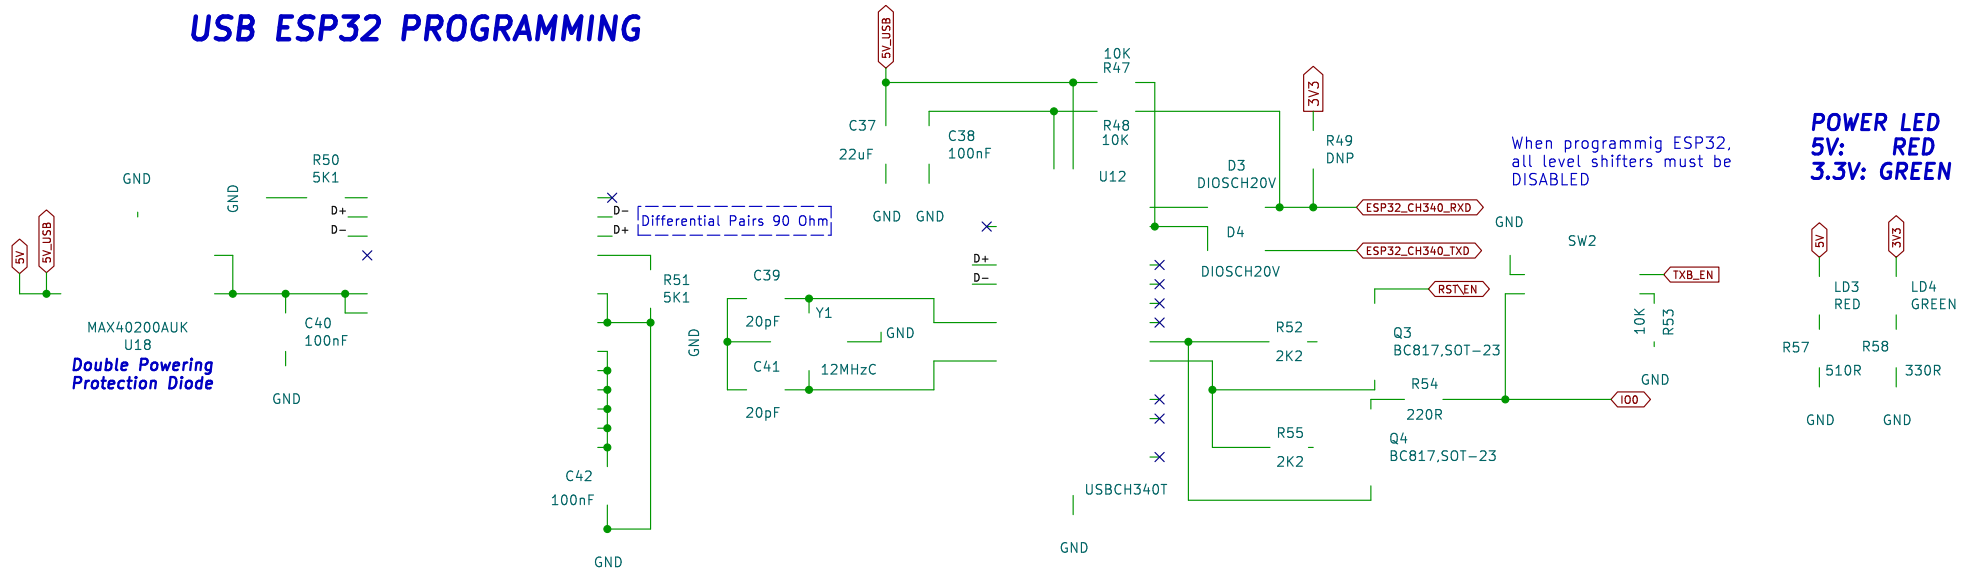 USB ESP32 PROGRAMMING
5V_USB
10K
R47
3V3
C37
22uF
C38
100nF
R48
10K
R49
DNP
When programmig ESP32,
all level shifters must be
DISABLED
POWER LED
5V: RED
3.3V: GREEN
GND
GND
R50
5K1
D+
D-
D-
D+
Differential Pairs 90 Ohm
GND
GND
U12
D3
DIOSCH20V
ESP32_CH340_RXD
D4
ESP32_CH340_TXD
DIOSCH20V
GND
SW2
TXB_EN
5V
5V_USB
5V
3V3
D+
D-
R51
5K1
C39
20pF
Y1
GND
GND
C41
12MHzC
20pF
RST\EN
R52
2K2
Q3
BC817,SOT-23
10K
R53
GND
LD3
RED
LD4
GREEN
R57
510R
R58
330R
GND
GND
MAX40200AUK
U18
Double Powering
Protection Diode
C40
100nF
GND
R54
220R
IO0
R55
2K2
Q4
BC817,SOT-23
C42
100nF
GND
USBCH340T
GND